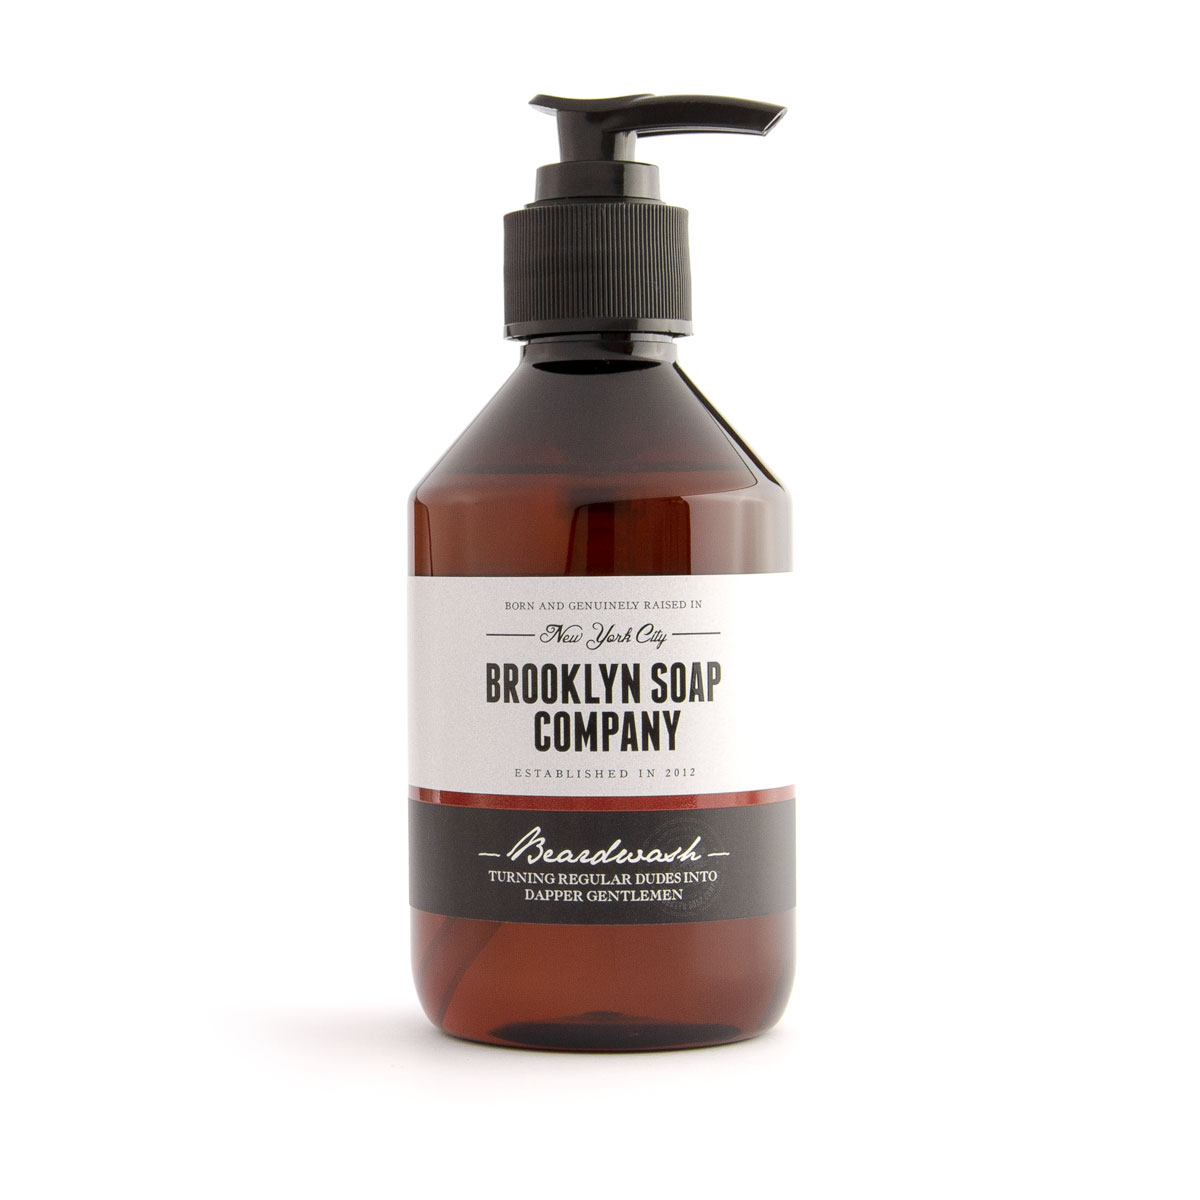 BORN AND GENUINELY RAISED IN
New York City
BROOKLYN SOAP
COMPANY
ESTABLISHED IN 2012
Beardwash
TURNING REGULAR DUDES INTO
DAPPER GENTLEMEN